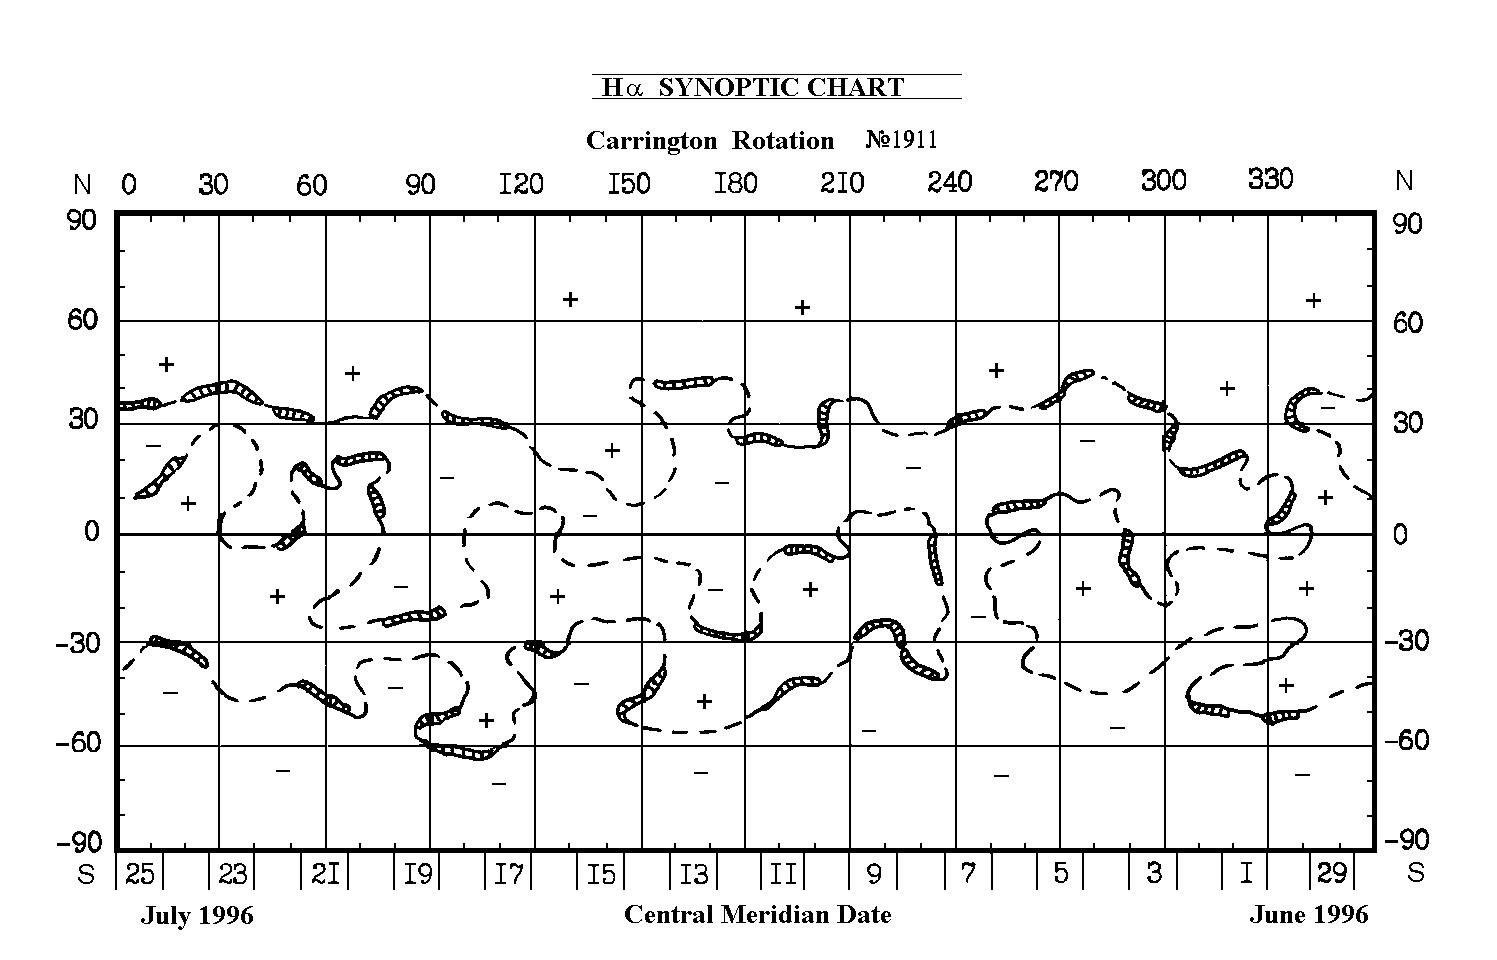 Hα SYNOPTIC CHART
Carrington Rotation №1911
N 0 30 60 90 I20 I50 I80 210 240 270 300 330 N
90 90
60 60
30 30
0 0
-30 -30
-60 -60
-90 -90
S 25 23 2I I9 I7 I5 I3 II 9 7 5 3 I 29 S
July 1996 Central Meridian Date June 1996